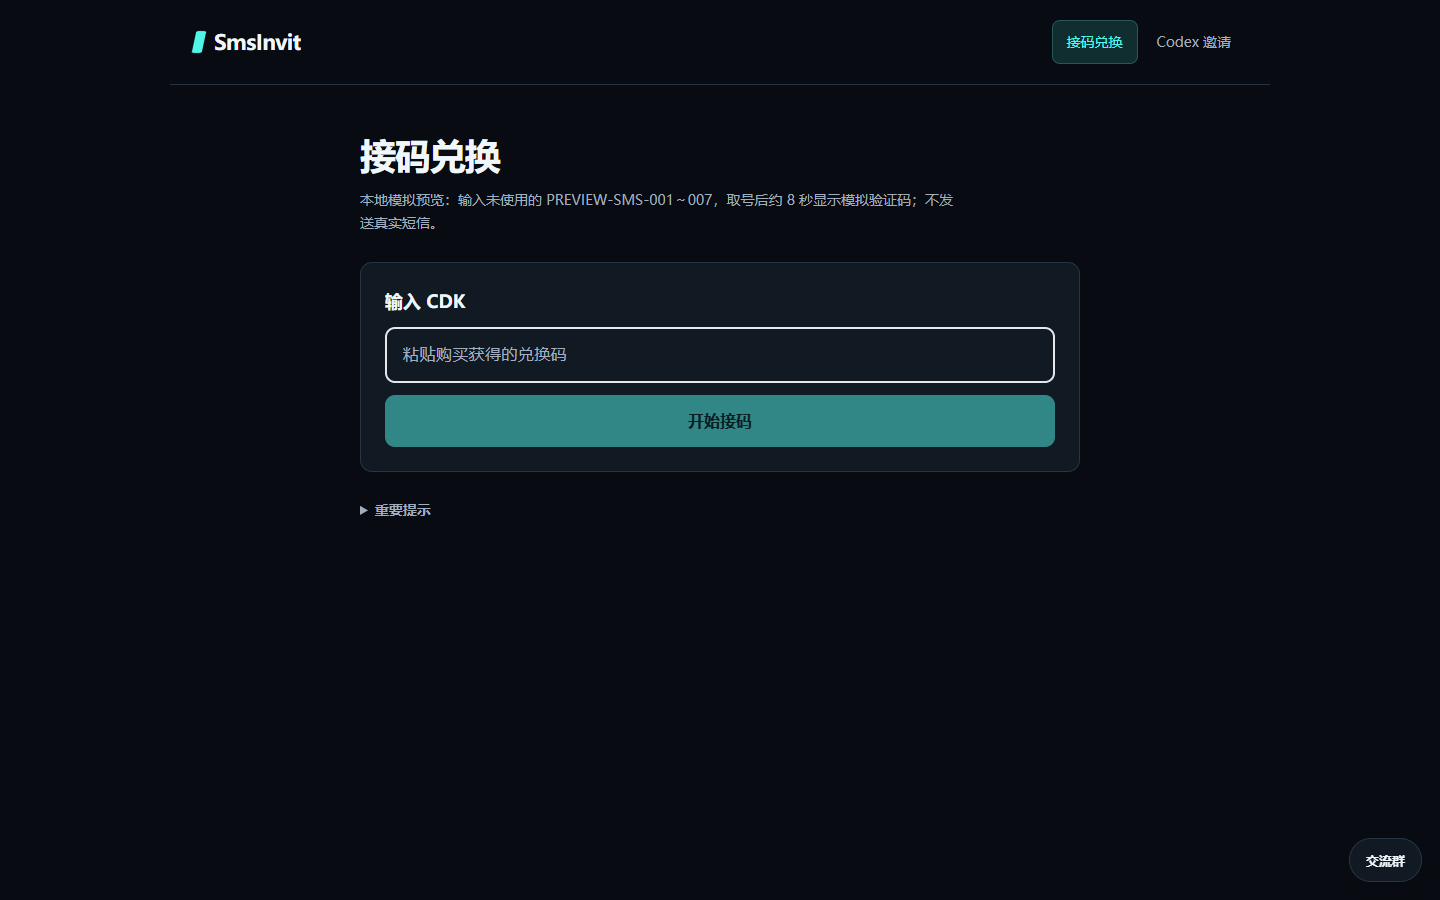 SmsInvit
接码兑换
Codex 邀请
接码兑换
本地模拟预览：输入未使用的 PREVIEW-SMS-001～007，取号后约 8 秒显示模拟验证码；不发
送真实短信。
输入 CDK
粘贴购买获得的兑换码
开始接码
重要提示
交流群